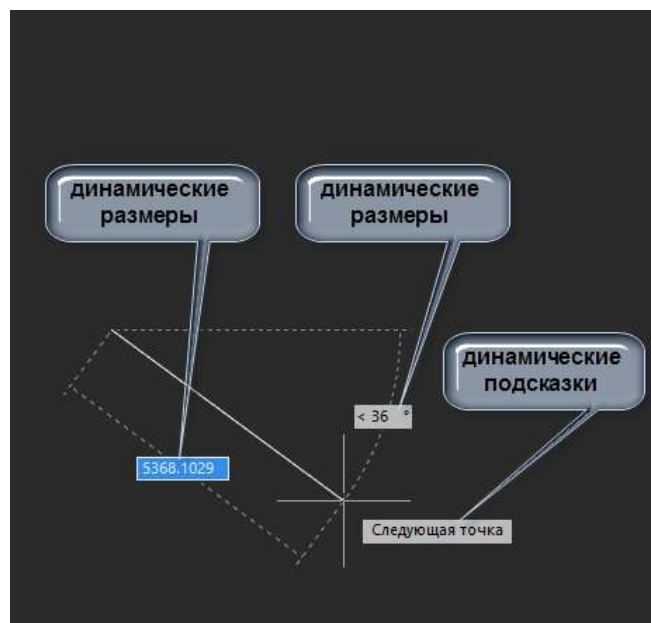 динамические
размеры
динамические
размеры
динамические
подсказки
< 36 °
5368.1029
Следующая точка